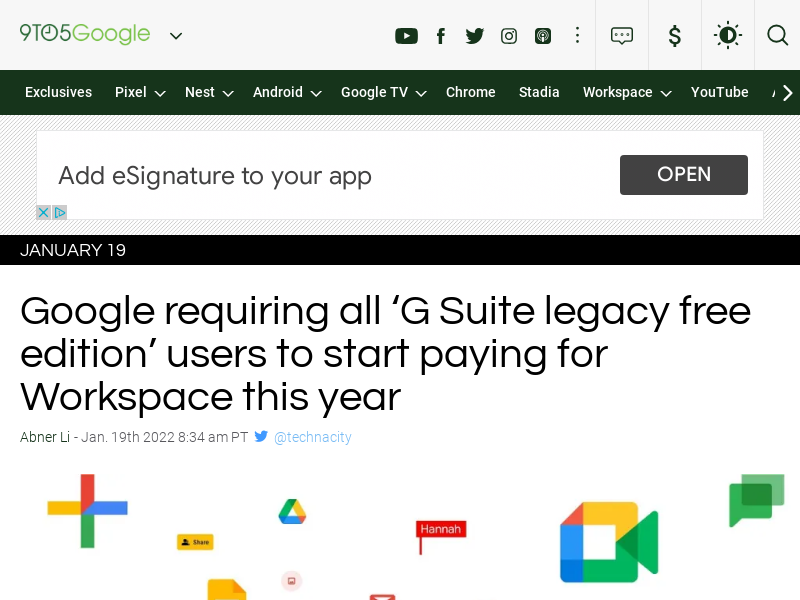 9TO5Google
Exclusives Pixel Nest Android Google TV Chrome Stadia Workspace YouTube
Add eSignature to your app
OPEN
JANUARY 19
Google requiring all ‘G Suite legacy free
edition’ users to start paying for
Workspace this year
Abner Li - Jan. 19th 2022 8:34 am PT @technacity
Hannah
Share